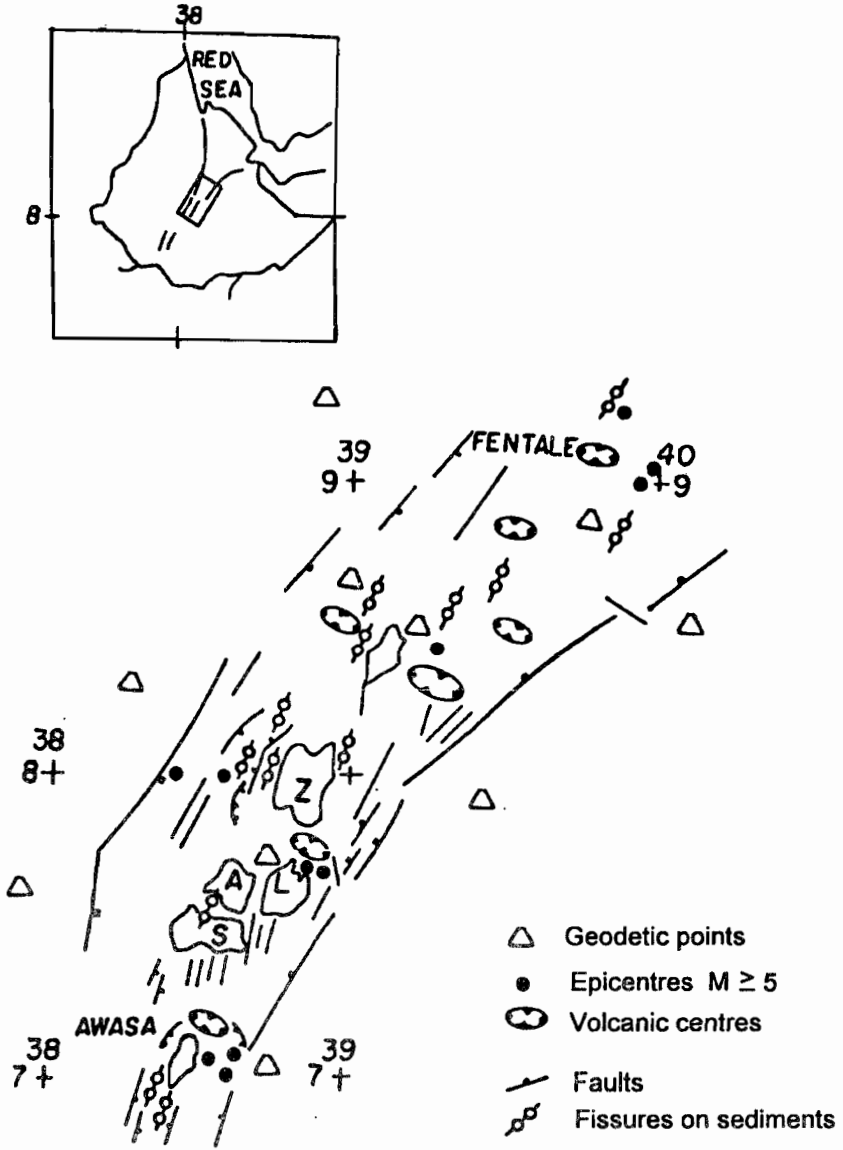 38
RED
SEA
8
FENTALE
39
9 +
40
+9
38
8+
Z
A
L
S
AWASA
38
7 +
39
7 +
Geodetic points
Epicentres M ≥ 5
Volcanic centres
Faults
Fissures on sediments